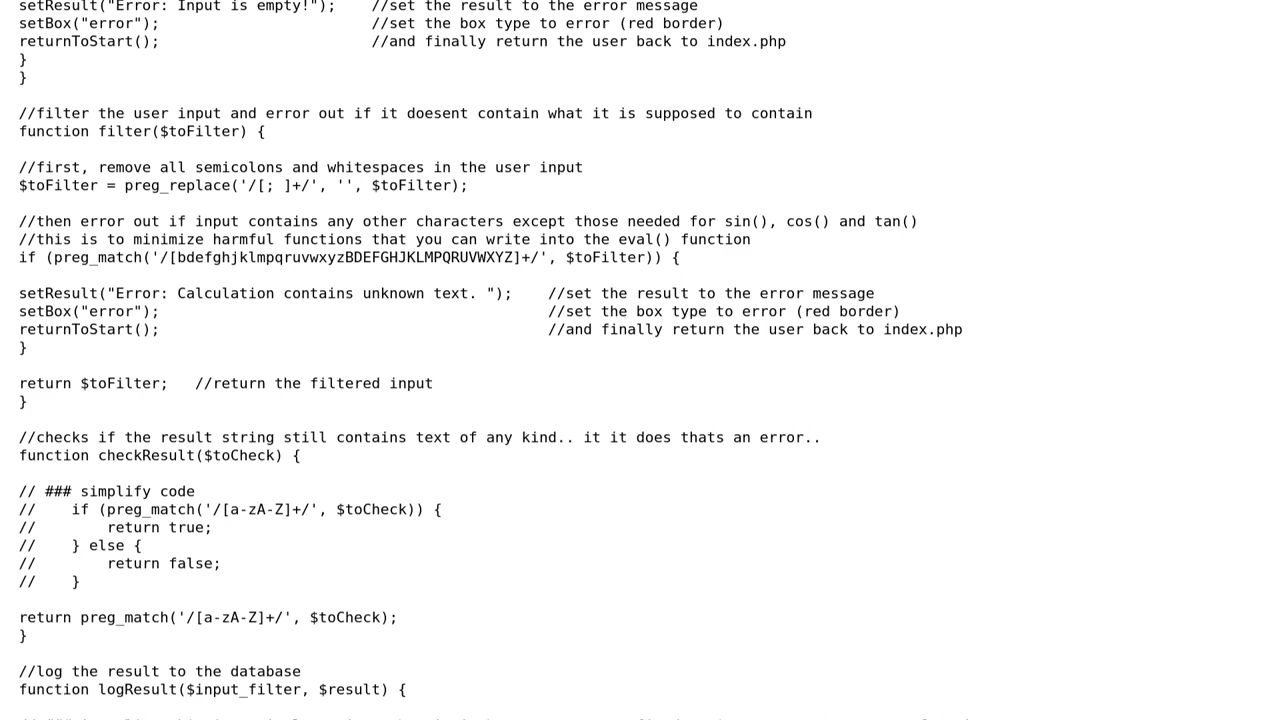 setResult("Error: Input is empty!");    //set the result to the error message
setBox("error");                        //set the box type to error (red border)
returnToStart();                        //and finally return the user back to index.php
}
}
//filter the user input and error out if it doesent contain what it is supposed to contain
function filter($toFilter) {
//first, remove all semicolons and whitespaces in the user input
$toFilter = preg_replace('/[; ]+/', '', $toFilter);
//then error out if input contains any other characters except those needed for sin(), cos() and tan()
//this is to minimize harmful functions that you can write into the eval() function
if (preg_match('/[bdefghjklmpqruvwxyzBDEFGHJKLMPQRUVWXYZ]+/', $toFilter)) {
setResult("Error: Calculation contains unknown text. ");    //set the result to the error message
setBox("error");                                            //set the box type to error (red border)
returnToStart();                                            //and finally return the user back to index.php
}
return $toFilter;   //return the filtered input
}
//checks if the result string still contains text of any kind.. it it does thats an error..
function checkResult($toCheck) {
// ### simplify code
//    if (preg_match('/[a-zA-Z]+/', $toCheck)) {
//        return true;
//    } else {
//        return false;
//    }
return preg_match('/[a-zA-Z]+/', $toCheck);
}
//log the result to the database
function logResult($input_filter, $result) {